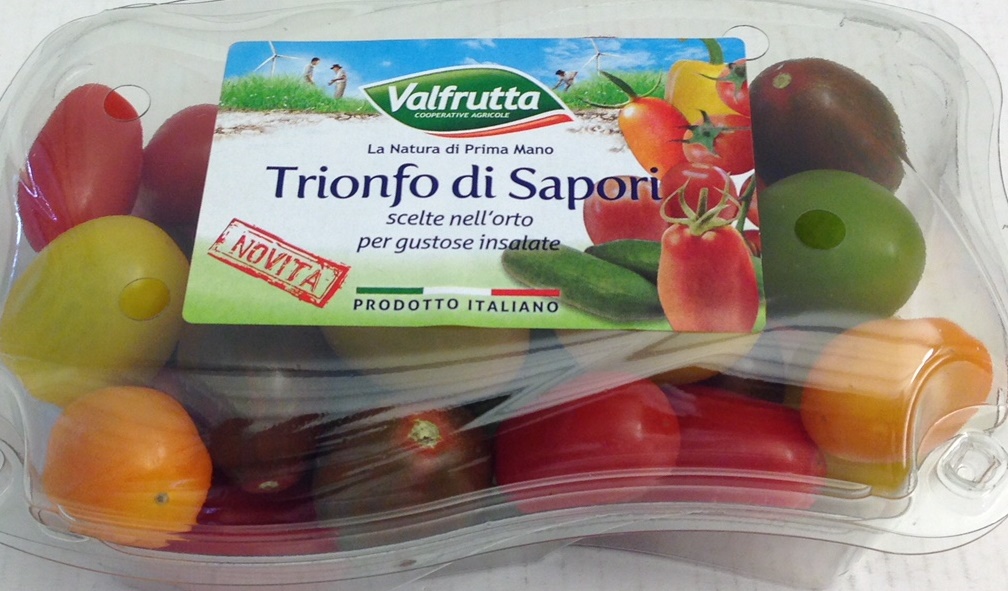 Valfrutta
COOPERATIVE AGRICOLE
La Natura di Prima Mano
Trionfo di Sapori
scelte nell'orto
per gustose insalate
NOVITÀ
PRODOTTO ITALIANO